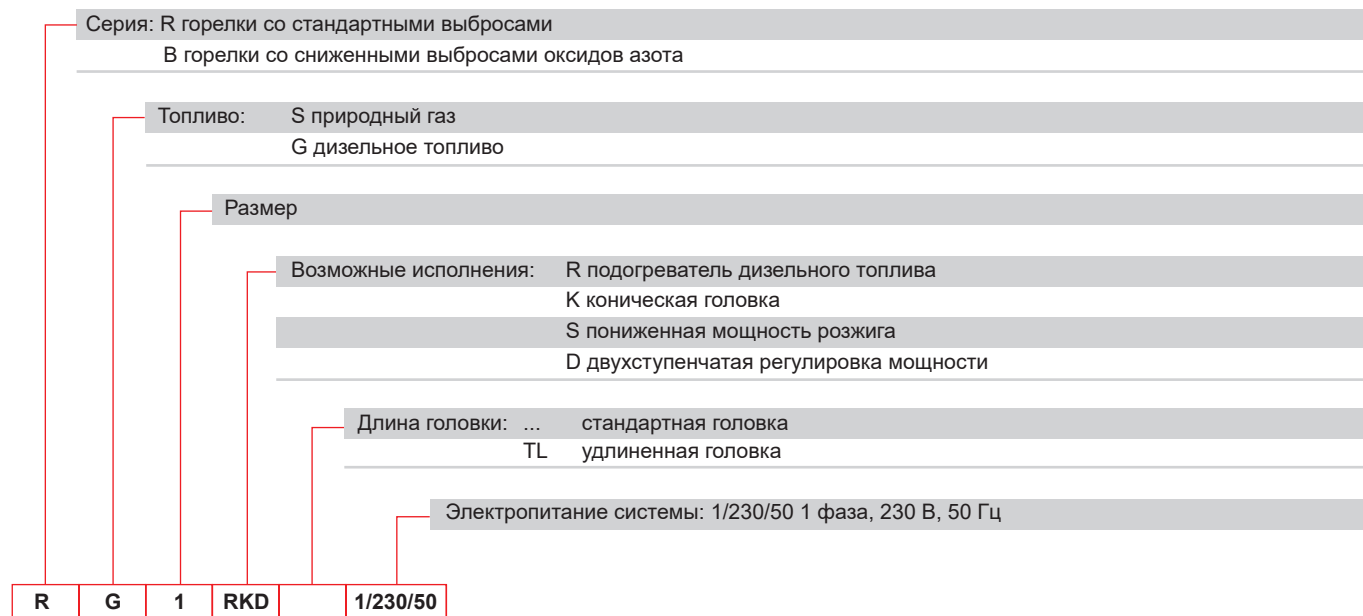 Серия: R горелки со стандартными выбросами
B горелки со сниженными выбросами оксидов азота
Топливо: S природный газ
G дизельное топливо
Размер
Возможные исполнения: R подогреватель дизельного топлива
K коническая головка
S пониженная мощность розжига
D двухступенчатая регулировка мощности
Длина головки: ... стандартная головка
TL удлиненная головка
Электропитание системы: 1/230/50 1 фаза, 230 В, 50 Гц
R G 1 RKD 1/230/50